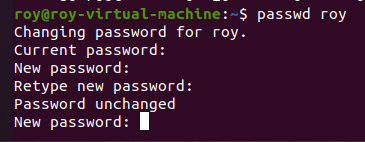 roy@roy-virtual-machine:~$ passwd roy
Changing password for roy.
Current password:
New password:
Retype new password:
Password unchanged
New password: